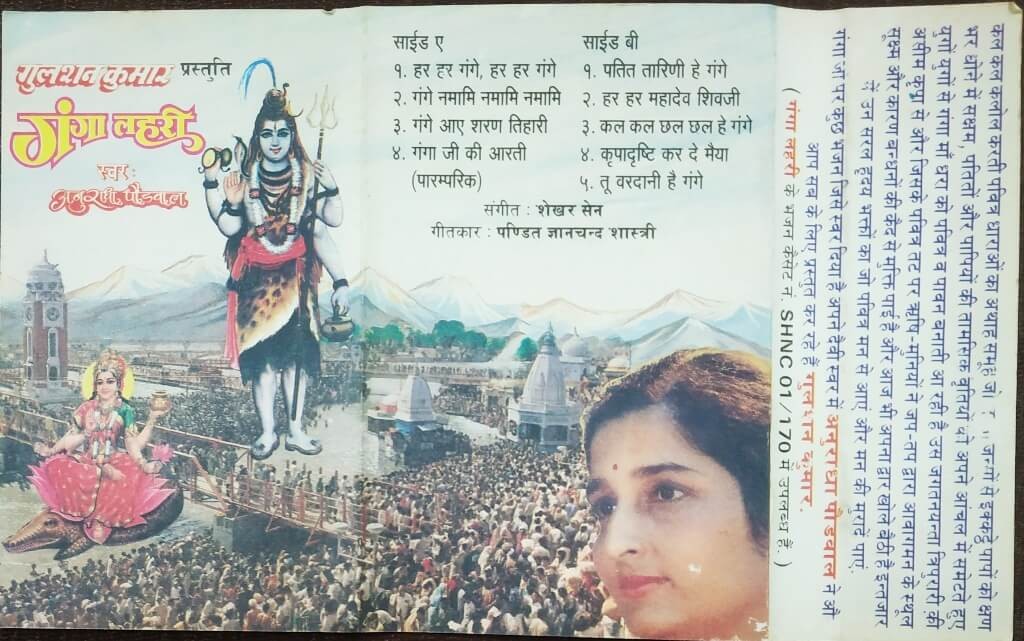 गुलशन कुमार प्रस्तुति
गंगा लहरी
स्वर :
अनुराधा पौडवाल
साईड ए
१. हर हर गंगे, हर हर गंगे
२. गंगे नमामि नमामि नमामि
३. गंगे आए शरण तिहारी
४. गंगा जी की आरती
(पारम्परिक)
साईड बी
१. पतित तारिणी हे गंगे
२. हर हर महादेव शिवजी
३. कल कल छल छल हे गंगे
४. कृपादृष्टि कर दे मैया
५. तू वरदानी है गंगे
संगीत : शेखर सेन
गीतकार : पण्डित ज्ञानचन्द शास्त्री
कल कल कलोल करती पवित्र धाराओं का अथाह समूह जो से इकट्ठे पापों को क्षण
भर धोने में सक्षम, पतितों और पापियों की तामसिक वृतियों को अपने आंचल में समेटते हुए
युगों युगों से गंगा माँ धरा को पवित्र व पावन बनाती आ रही है उस जगतनियन्ता त्रिपुरारी की
असीम कृपा से और जिसके पवित्र तट पर ऋषि-मुनियों ने जप-तप द्वारा आवागमन के स्थूल
सूक्ष्म और कारण बन्धनों की कैद से मुक्ति पाई है और आज भी अपना द्वार खोले बैठी है इन्तजार
में, उन सरल हृदय भक्तों का जो पवित्र मन से आएं और मन की मुरादें पाएं.
गंगा जी पर कुछ भजन जिसे स्वर दिया है अपने दैवी स्वर से अनुराधा पौडवाल ने औ
आप सब के लिए प्रस्तुत कर रहे हैं गुलशन कुमार.
( गंगा लहरी के भजन कैसेट नं. SHNC 01/170 में उपलब्ध है. )